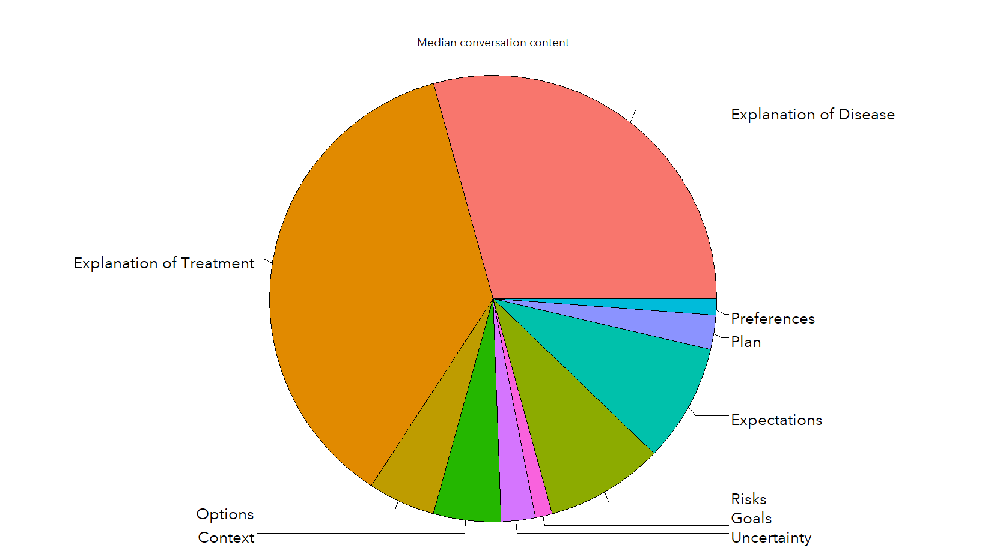 Median conversation content
Explanation of Disease
Explanation of Treatment
Preferences
Plan
Expectations
Risks
Options
Goals
Context
Uncertainty